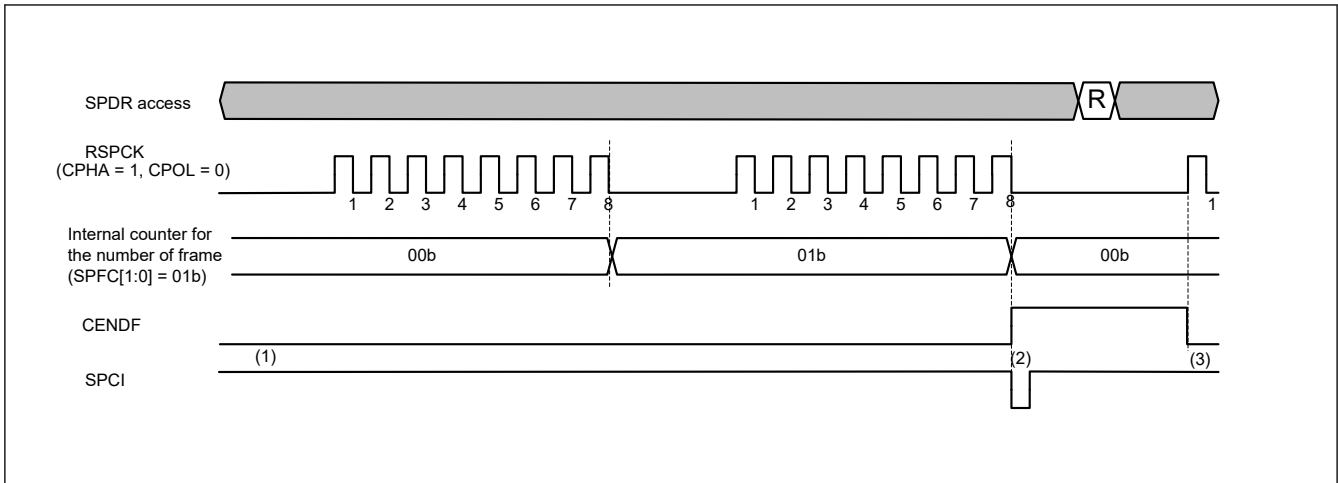 SPDR access
R
RSPCK
(CPHA = 1, CPOL = 0)
1 2 3 4 5 6 7 8 1 2 3 4 5 6 7 8 1
Internal counter for
the number of frame
(SPFC[1:0] = 01b)
00b 01b 00b
CENDF
(1) (2) (3)
SPCI